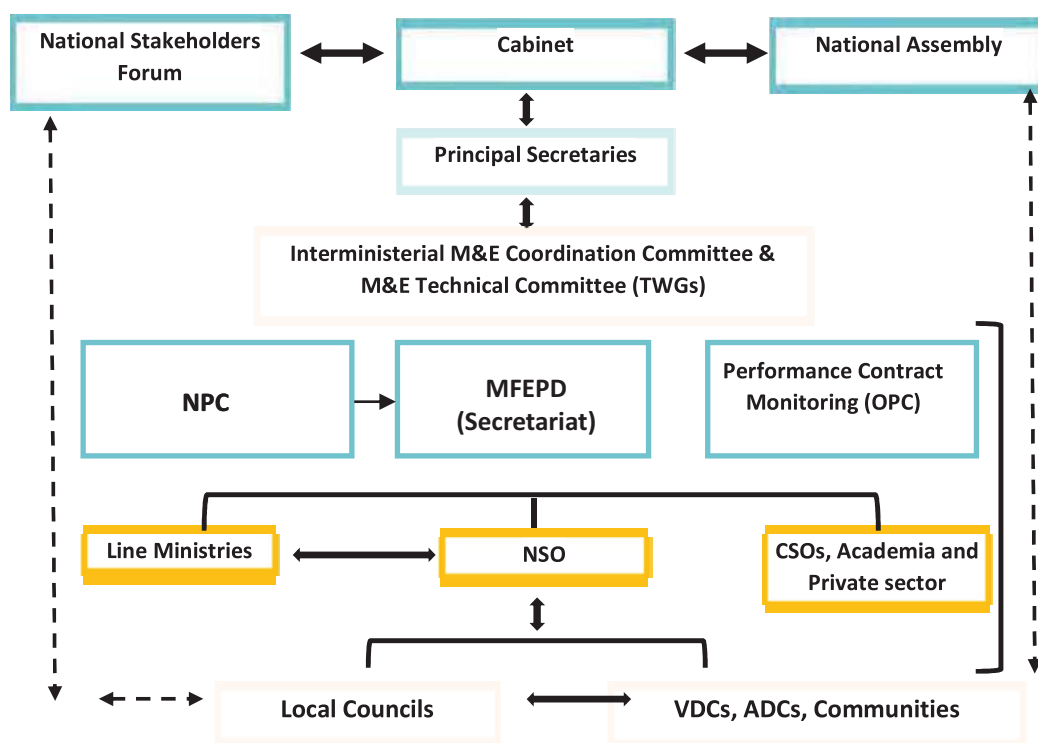 National Stakeholders
Forum
Cabinet
National Assembly
Principal Secretaries
Interministerial M&E Coordination Committee &
M&E Technical Committee (TWGs)
NPC
MFEPD
(Secretariat)
Performance Contract
Monitoring (OPC)
Line Ministries
NSO
CSOs, Academia and
Private sector
Local Councils
VDCs, ADCs, Communities